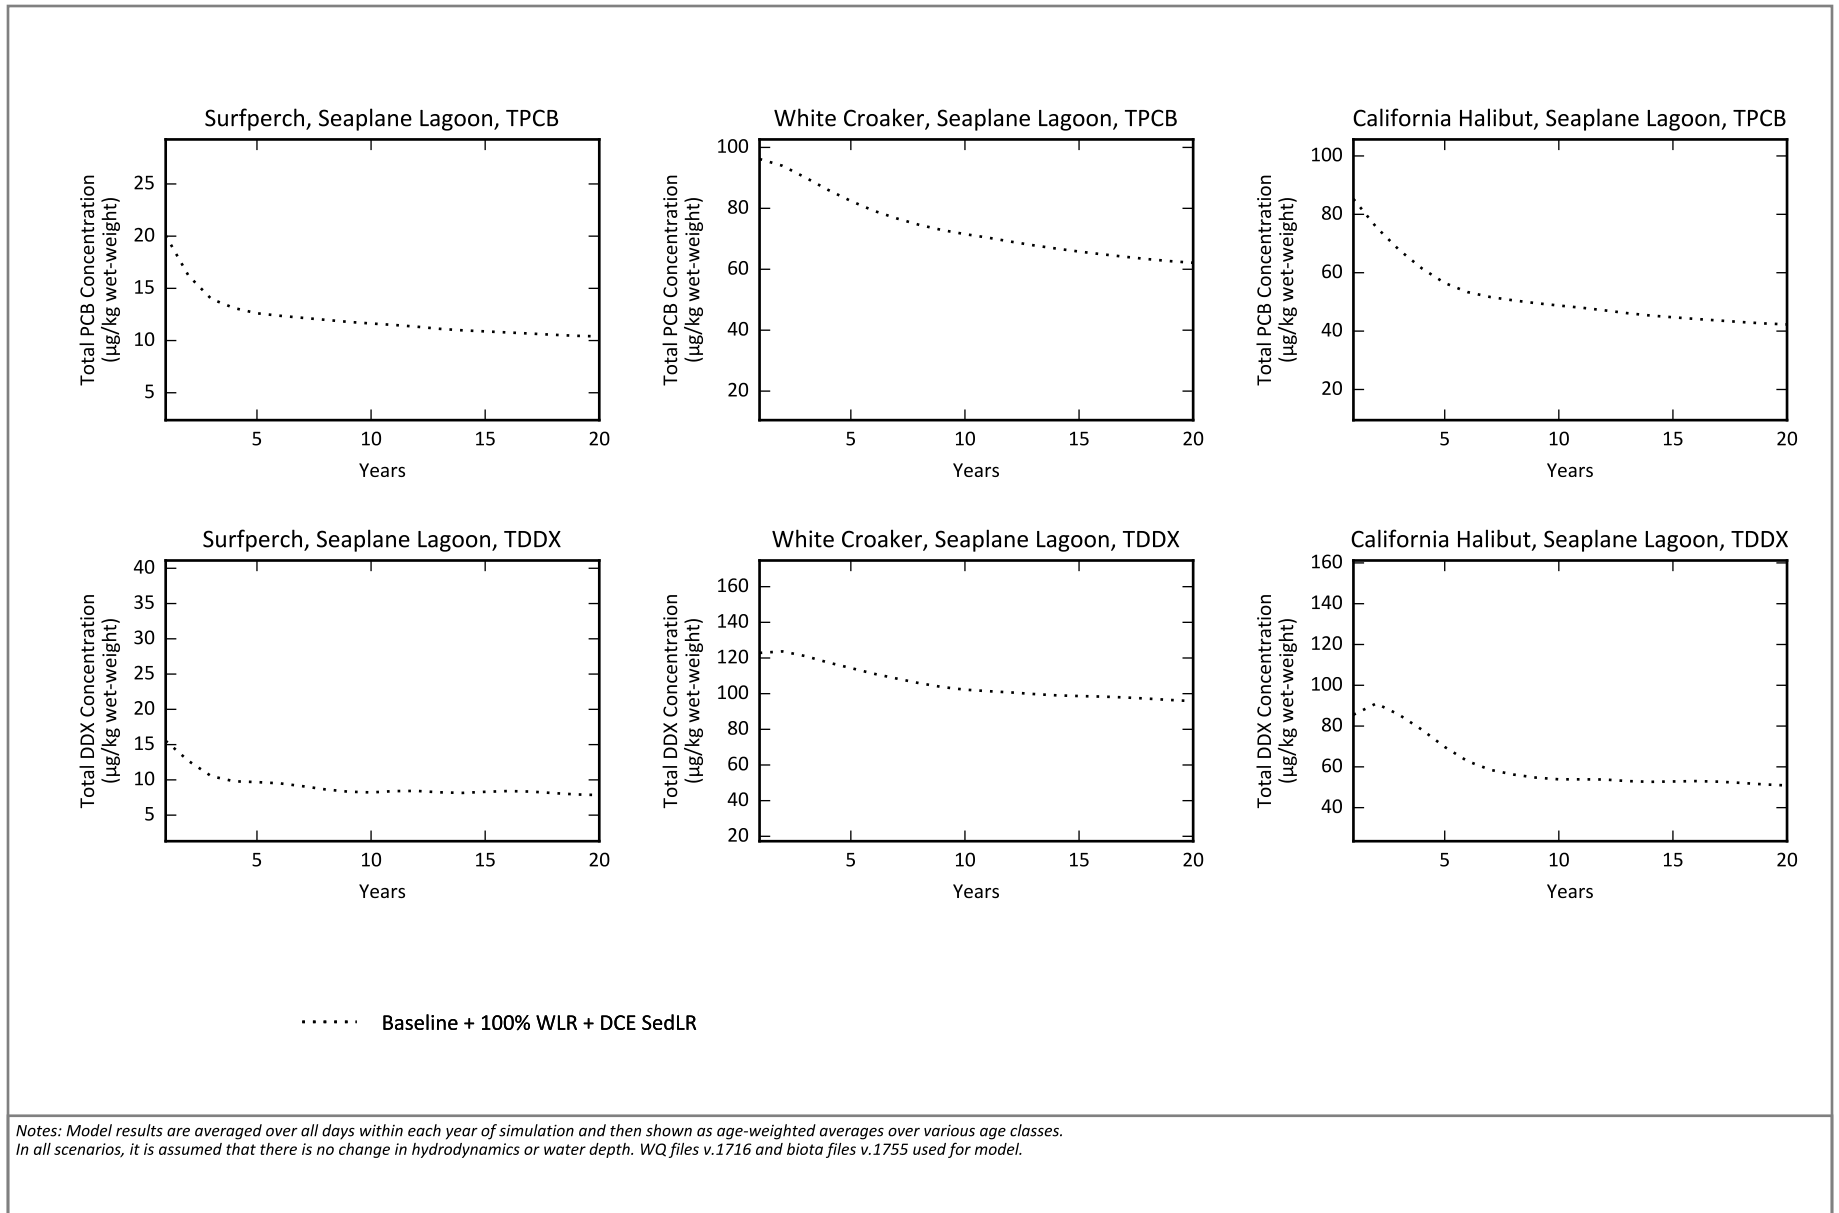 Surfperch, Seaplane Lagoon, TPCB
Total PCB Concentration
(µg/kg wet-weight)
25
20
15
10
5
5 10 15 20
Years
White Croaker, Seaplane Lagoon, TPCB
Total PCB Concentration
(µg/kg wet-weight)
100
80
60
40
20
5 10 15 20
Years
California Halibut, Seaplane Lagoon, TPCB
Total PCB Concentration
(µg/kg wet-weight)
100
80
60
40
20
5 10 15 20
Years
Surfperch, Seaplane Lagoon, TDDX
Total DDX Concentration
(µg/kg wet-weight)
40
35
30
25
20
15
10
5
5 10 15 20
Years
White Croaker, Seaplane Lagoon, TDDX
Total DDX Concentration
(µg/kg wet-weight)
160
140
120
100
80
60
40
20
5 10 15 20
Years
California Halibut, Seaplane Lagoon, TDDX
Total DDX Concentration
(µg/kg wet-weight)
160
140
120
100
80
60
40
5 10 15 20
Years
Baseline + 100% WLR + DCE SedLR
Notes: Model results are averaged over all days within each year of simulation and then shown as age-weighted averages over various age classes.
In all scenarios, it is assumed that there is no change in hydrodynamics or water depth. WQ files v.1716 and biota files v.1755 used for model.